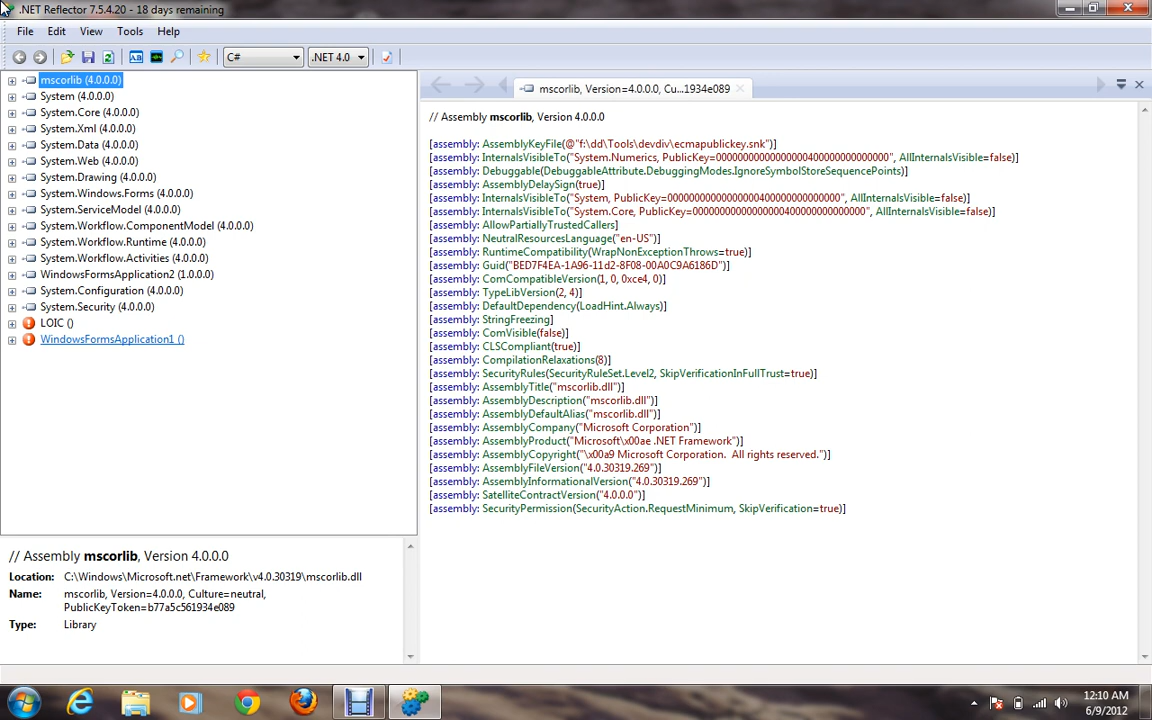 .NET Reflector 7.5.4.20 - 18 days remaining
File Edit View Tools Help
C# .NET 4.0
mscorlib (4.0.0.0)
System (4.0.0.0)
System.Core (4.0.0.0)
System.Xml (4.0.0.0)
System.Data (4.0.0.0)
System.Web (4.0.0.0)
System.Drawing (4.0.0.0)
System.Windows.Forms (4.0.0.0)
System.ServiceModel (4.0.0.0)
System.Workflow.ComponentModel (4.0.0.0)
System.Workflow.Runtime (4.0.0.0)
System.Workflow.Activities (4.0.0.0)
WindowsFormsApplication2 (1.0.0.0)
System.Configuration (4.0.0.0)
System.Security (4.0.0.0)
LOIC ()
WindowsFormsApplication1 ()
// Assembly mscorlib, Version 4.0.0.0
Location: C:\Windows\Microsoft.net\Framework\v4.0.30319\mscorlib.dll
Name: mscorlib, Version=4.0.0.0, Culture=neutral,
PublicKeyToken=b77a5c561934e089
Type: Library
mscorlib, Version=4.0.0.0, Cu...1934e089
// Assembly mscorlib, Version 4.0.0.0
[assembly: AssemblyKeyFile(@"f:\dd\Tools\devdiv\ecmapublickey.snk")]
[assembly: InternalsVisibleTo("System.Numerics, PublicKey=00000000000000000400000000000000", AllInternalsVisible=false)]
[assembly: Debuggable(DebuggableAttribute.DebuggingModes.IgnoreSymbolStoreSequencePoints)]
[assembly: AssemblyDelaySign(true)]
[assembly: InternalsVisibleTo("System, PublicKey=00000000000000000400000000000000", AllInternalsVisible=false)]
[assembly: InternalsVisibleTo("System.Core, PublicKey=00000000000000000400000000000000", AllInternalsVisible=false)]
[assembly: AllowPartiallyTrustedCallers]
[assembly: NeutralResourcesLanguage("en-US")]
[assembly: RuntimeCompatibility(WrapNonExceptionThrows=true)]
[assembly: Guid("BED7F4EA-1A96-11d2-8F08-00A0C9A6186D")]
[assembly: ComCompatibleVersion(1, 0, 0xce4, 0)]
[assembly: TypeLibVersion(2, 4)]
[assembly: DefaultDependency(LoadHint.Always)]
[assembly: StringFreezing]
[assembly: ComVisible(false)]
[assembly: CLSCompliant(true)]
[assembly: CompilationRelaxations(8)]
[assembly: SecurityRules(SecurityRuleSet.Level2, SkipVerificationInFullTrust=true)]
[assembly: AssemblyTitle("mscorlib.dll")]
[assembly: AssemblyDescription("mscorlib.dll")]
[assembly: AssemblyDefaultAlias("mscorlib.dll")]
[assembly: AssemblyCompany("Microsoft Corporation")]
[assembly: AssemblyProduct("Microsoft\x00ae .NET Framework")]
[assembly: AssemblyCopyright("\x00a9 Microsoft Corporation.  All rights reserved.")]
[assembly: AssemblyFileVersion("4.0.30319.269")]
[assembly: AssemblyInformationalVersion("4.0.30319.269")]
[assembly: SatelliteContractVersion("4.0.0.0")]
[assembly: SecurityPermission(SecurityAction.RequestMinimum, SkipVerification=true)]
12:10 AM
6/9/2012